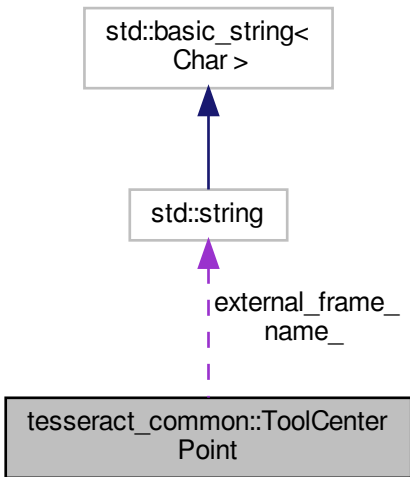 std::basic_string<
Char >
std::string
external_frame_
name_
tesseract_common::ToolCenter
Point